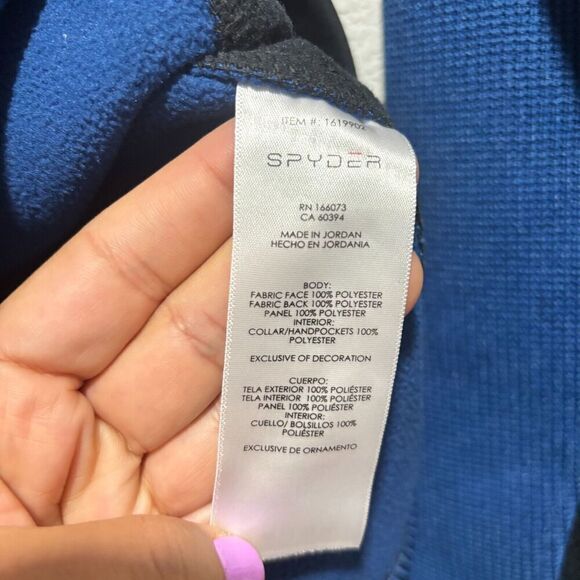 ITEM #: 1619902
SPYDER
RN 166073
CA 60394
MADE IN JORDAN
HECHO EN JORDANIA
BODY:
FABRIC FACE 100% POLYESTER
FABRIC BACK 100% POLYESTER
PANEL 100% POLYESTER
INTERIOR:
COLLAR/HANDPOCKETS 100%
POLYESTER
EXCLUSIVE OF DECORATION
CUERPO:
TELA EXTERIOR 100% POLIÉSTER
TELA INTERIOR 100% POLIÉSTER
PANEL 100% POLIÉSTER
INTERIOR:
CUELLO/ BOLSILLOS 100%
POLIÉSTER
EXCLUSIVE DE ORNAMENTO